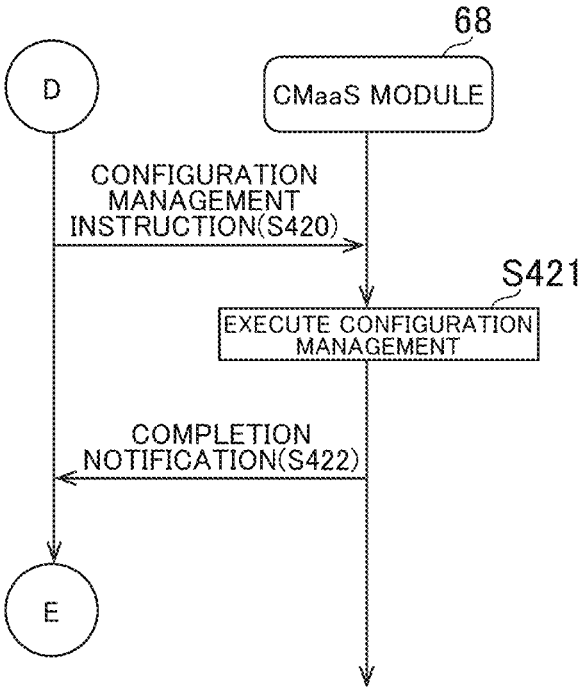 68
D
CMaaS MODULE
CONFIGURATION
MANAGEMENT
INSTRUCTION(S420)
S421
EXECUTE CONFIGURATION
MANAGEMENT
COMPLETION
NOTIFICATION(S422)
E